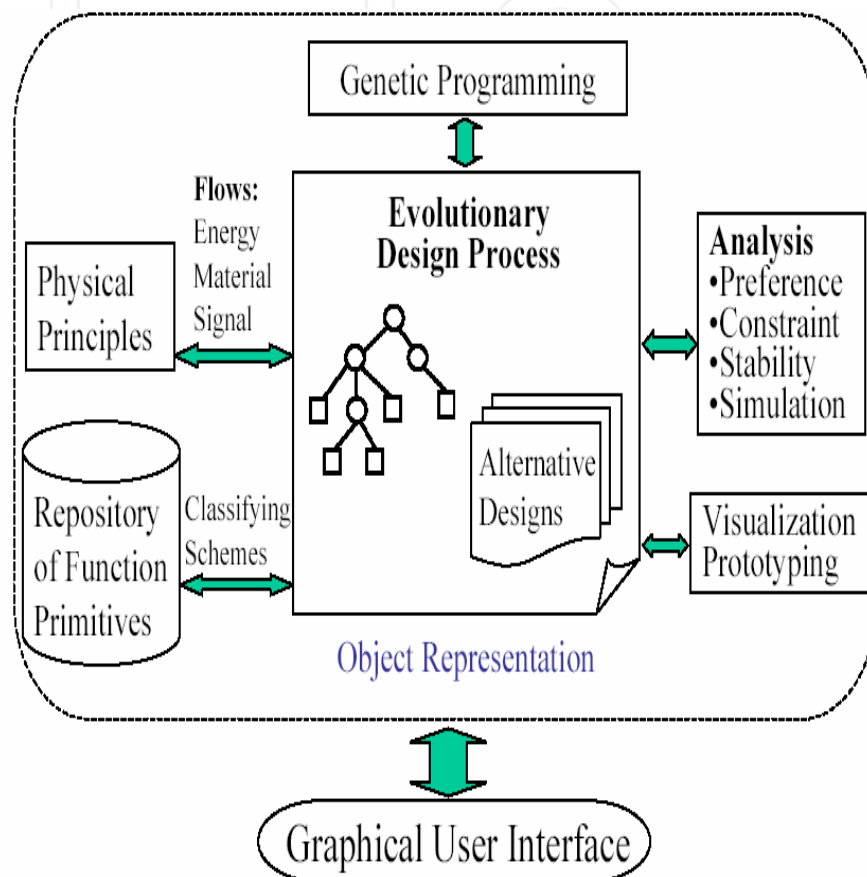 Genetic Programming
Flows:
Energy
Material
Signal
Physical
Principles
Evolutionary
Design Process
Analysis
•Preference
•Constraint
•Stability
•Simulation
Repository
of Function
Primitives
Classifying
Schemes
Alternative
Designs
Visualization
Prototyping
Object Representation
Graphical User Interface